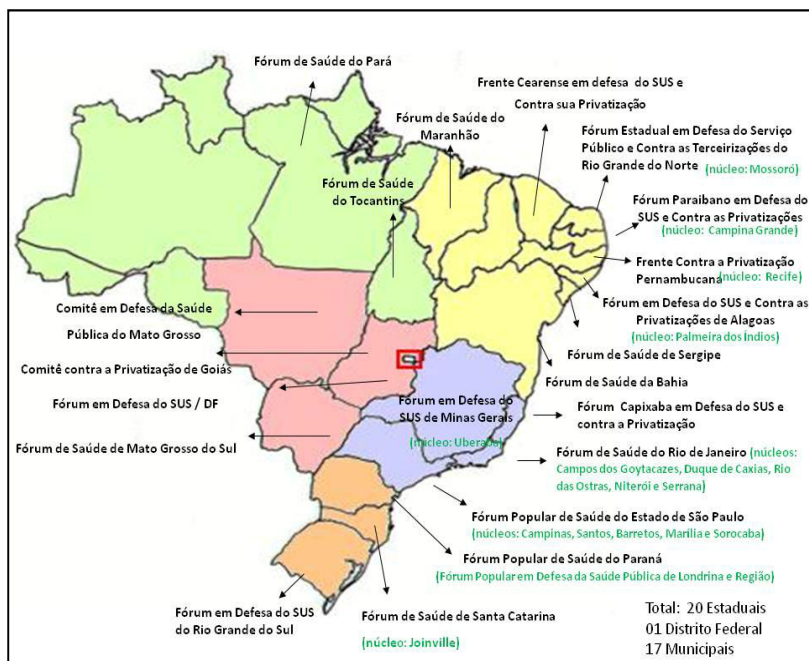 Fórum de Saúde do Pará
Frente Cearense em defesa do SUS e
Contra sua Privatização
Fórum de Saúde do
Maranhão
Fórum Estadual em Defesa do Serviço
Público e Contra as Terceirizações do
Rio Grande do Norte (núcleo: Mossoró)
Fórum de Saúde
do Tocantins
Fórum Paraibano em Defesa do
SUS e Contra as Privatizações
(núcleo: Campina Grande)
Frente Contra a Privatização
Pernambucana (núcleo: Recife)
Fórum em Defesa do SUS e Contra as
Privatizações de Alagoas
(núcleo: Palmeira dos Índios)
Comitê em Defesa da Saúde
Pública do Mato Grosso
Fórum de Saúde de Sergipe
Comitê contra a Privatização de Goiás
Fórum de Saúde da Bahia
Fórum em Defesa do SUS / DF
Fórum em Defesa do
SUS de Minas Gerais
(núcleo: Uberaba)
Fórum Capixaba em Defesa do SUS e
contra a Privatização
Fórum de Saúde de Mato Grosso do Sul
Fórum de Saúde do Rio de Janeiro (núcleos:
Campos dos Goytacazes, Duque de Caxias, Rio
das Ostras, Niterói e Serrana)
Fórum Popular de Saúde do Estado de São Paulo
(núcleos: Campinas, Santos, Barretos, Marília e Sorocaba)
Fórum Popular de Saúde do Paraná
(Fórum Popular em Defesa da Saúde Pública de Londrina e Região)
Fórum em Defesa do SUS
do Rio Grande do Sul
Fórum de Saúde de Santa Catarina
(núcleo: Joinville)
Total: 20 Estaduais
01 Distrito Federal
17 Municipais